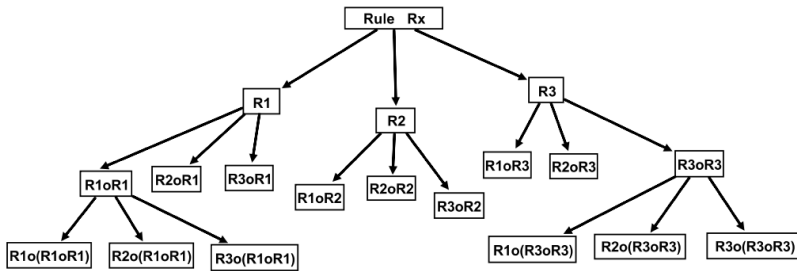 Rule Rx
R1
R2
R3
R1oR1
R2oR1
R3oR1
R1oR2
R2oR2
R3oR2
R1oR3
R2oR3
R3oR3
R1o(R1oR1)
R2o(R1oR1)
R3o(R1oR1)
R1o(R3oR3)
R2o(R3oR3)
R3o(R3oR3)